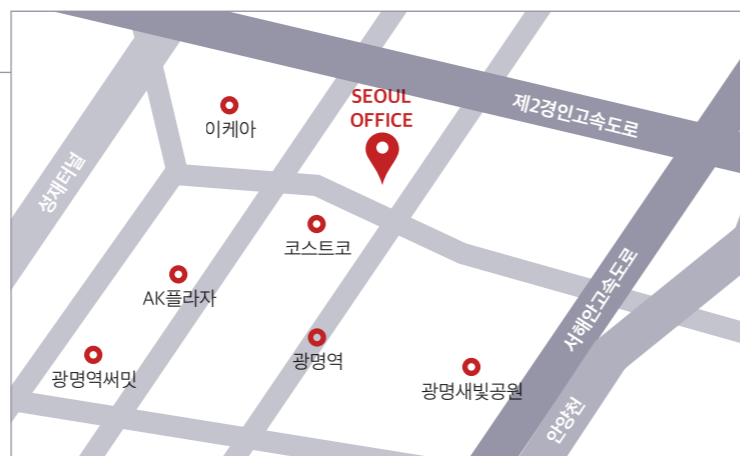 SEOUL
OFFICE
제2경인고속도로
이케아
성재터널
코스트코
서해안고속도로
AK플라자
광명역
광명역써밋
광명새빛공원
안양천